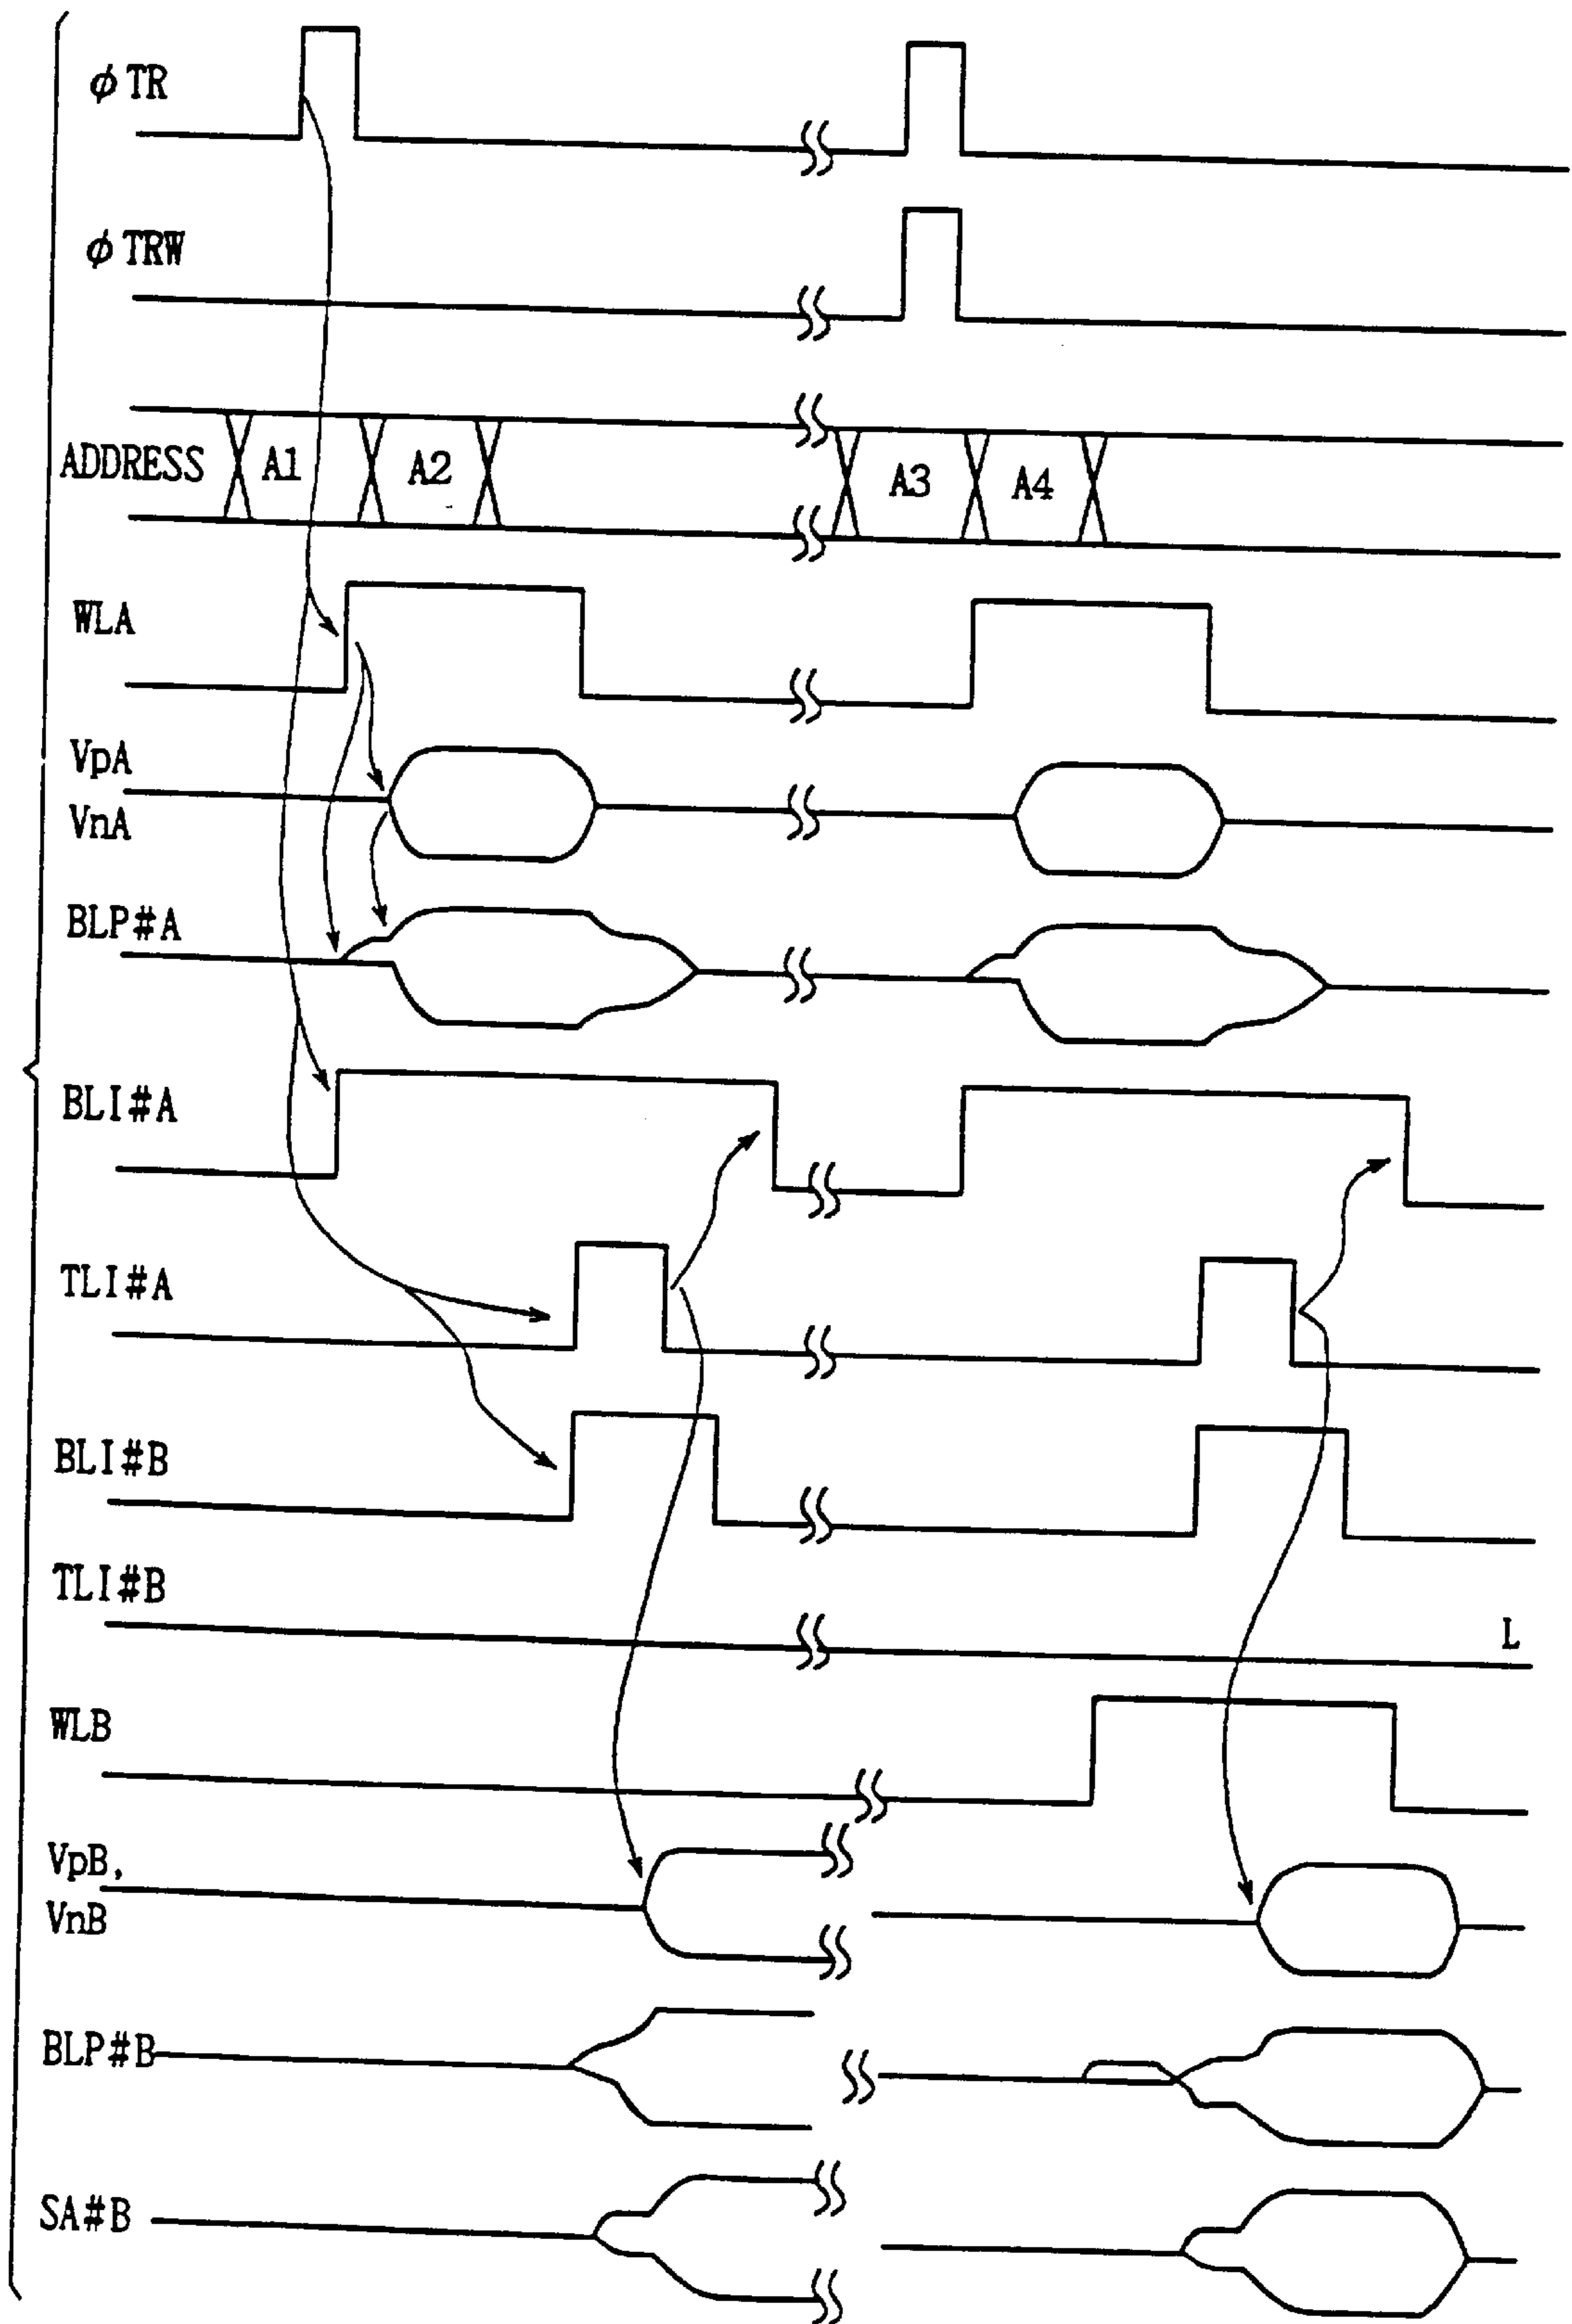 φ TR
φ TRW
ADDRESS A1 A2 A3 A4
WLA
VpA
VnA
BLP#A
BLI#A
TLI#A
BLI#B
TLI#B
L
WLB
VpB,
VnB
BLP#B
SA#B